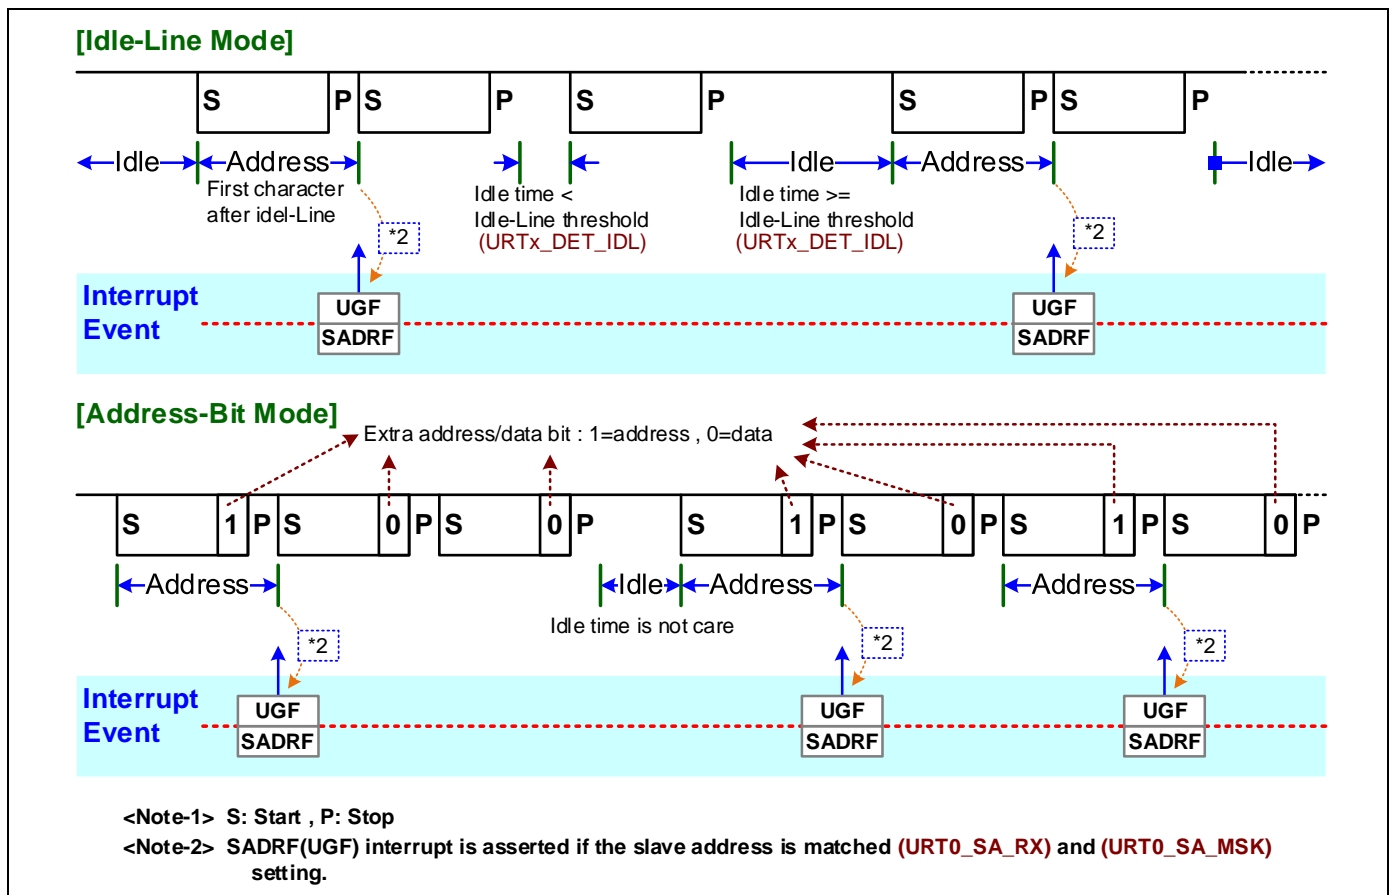 [Idle-Line Mode]
S P S P S P S P S P
Idle Address Idle Address Idle
First character
after idel-Line
Idle time <
Idle-Line threshold
(URTx_DET_IDL)
Idle time >=
Idle-Line threshold
(URTx_DET_IDL)
*2 *2
Interrupt
Event
UGF UGF
SADRF SADRF
[Address-Bit Mode]
Extra address/data bit : 1=address , 0=data
S 1 P S 0 P S 0 P S 1 P S 0 P S 1 P S 0 P
Address Idle Address Address
Idle time is not care
*2 *2 *2
Interrupt
Event
UGF UGF UGF
SADRF SADRF SADRF
<Note-1> S: Start , P: Stop
<Note-2> SADRF(UGF) interrupt is asserted if the slave address is matched (URT0_SA_RX) and (URT0_SA_MSK)
setting.